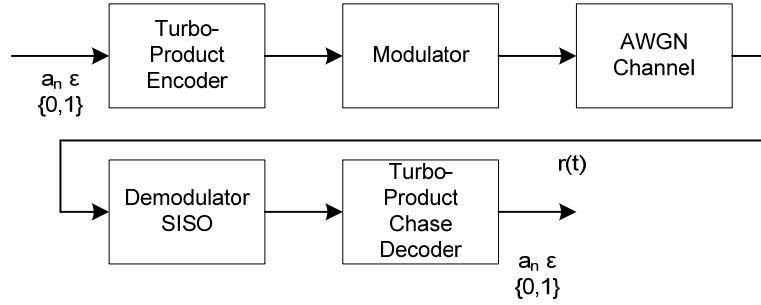 Turbo-
Product
Encoder
Modulator
AWGN
Channel
aₙ ε
{0,1}
r(t)
Demodulator
SISO
Turbo-
Product
Chase
Decoder
aₙ ε
{0,1}